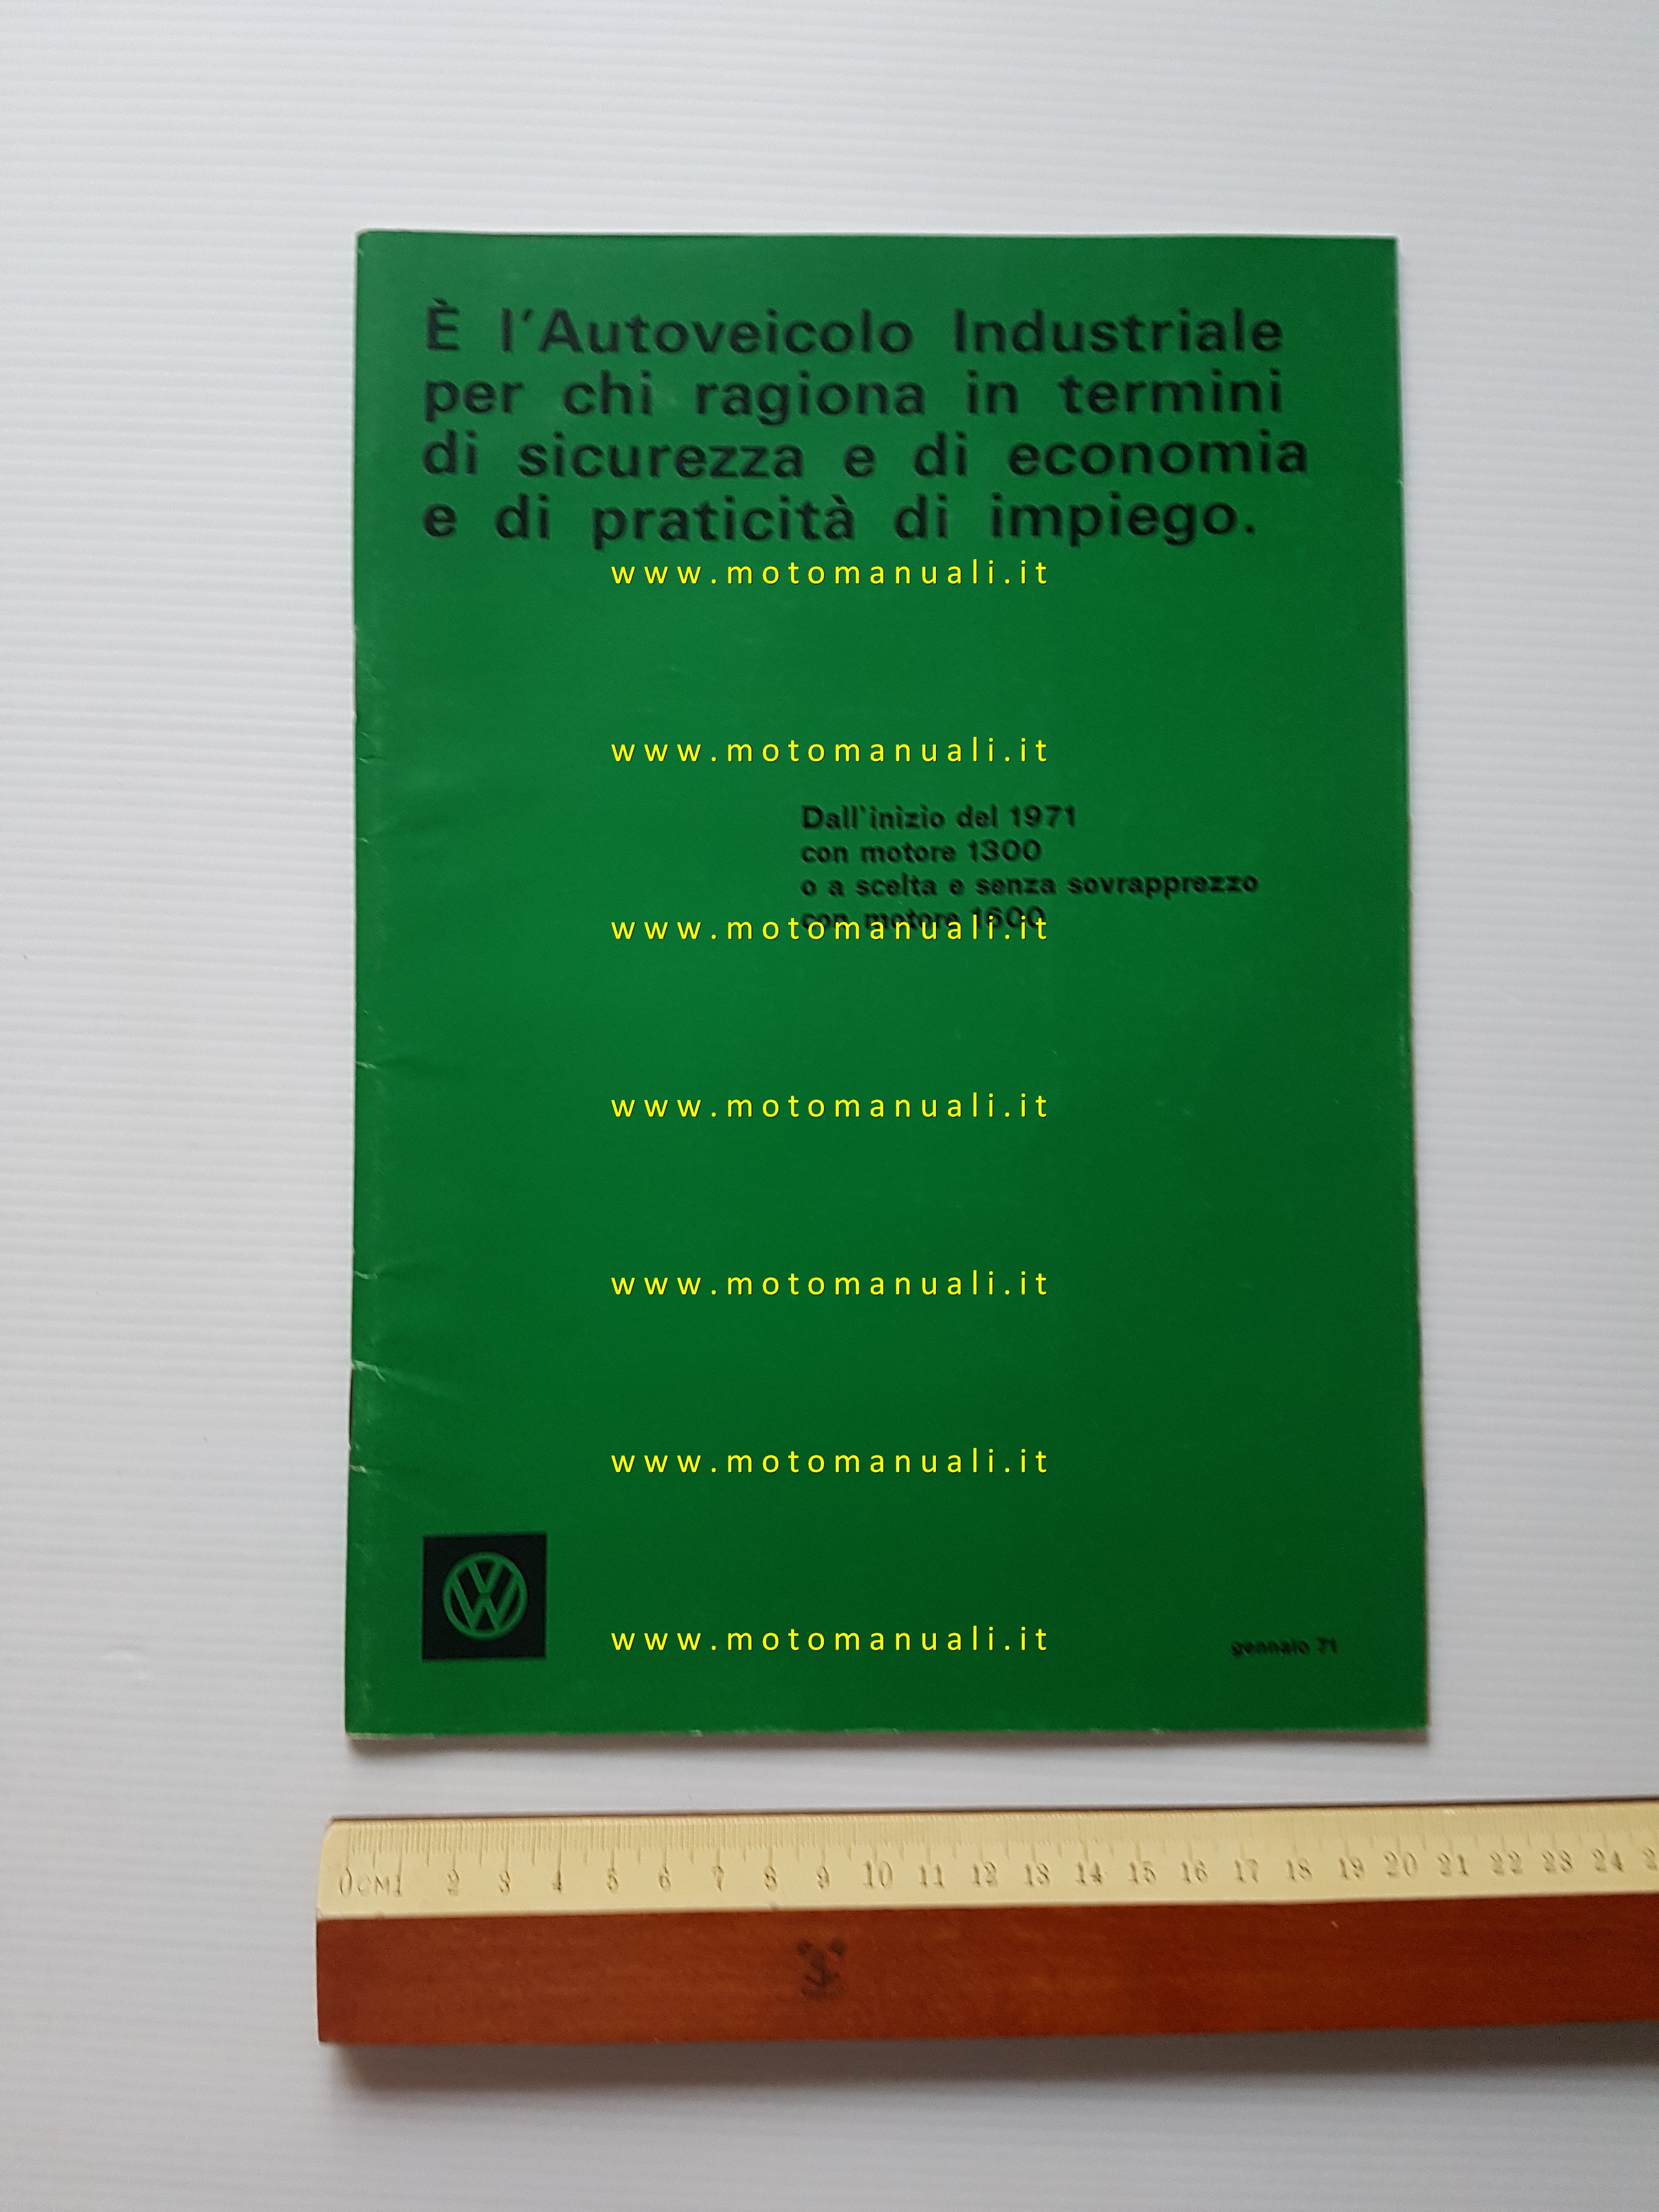 È l'Autoveicolo Industriale
per chi ragiona in termini
di sicurezza e di economia
e di praticità di impiego.
www.motomanuali.it
www.motomanuali.it
Dall'inizio del 1971
con motore 1300
o a scelta e senza sovrapprezzo
con motore 1600
www.motomanuali.it
www.motomanuali.it
www.motomanuali.it
www.motomanuali.it
VW
www.motomanuali.it
gennaio 71
0 CM 1 2 3 4 5 6 7 8 9 10 11 12 13 14 15 16 17 18 19 20 21 22 23 24